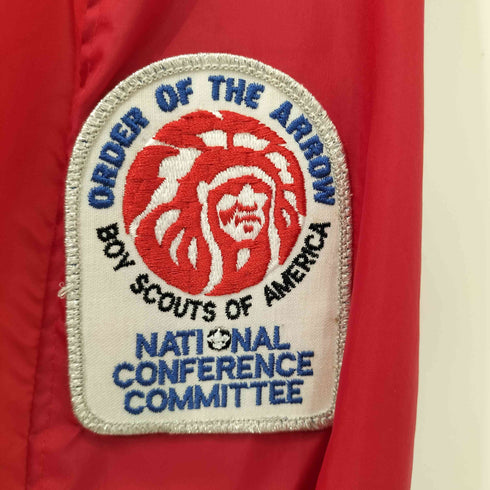 ORDER OF THE ARROW
BOY SCOUTS OF AMERICA
NATIONAL
CONFERENCE
COMMITTEE